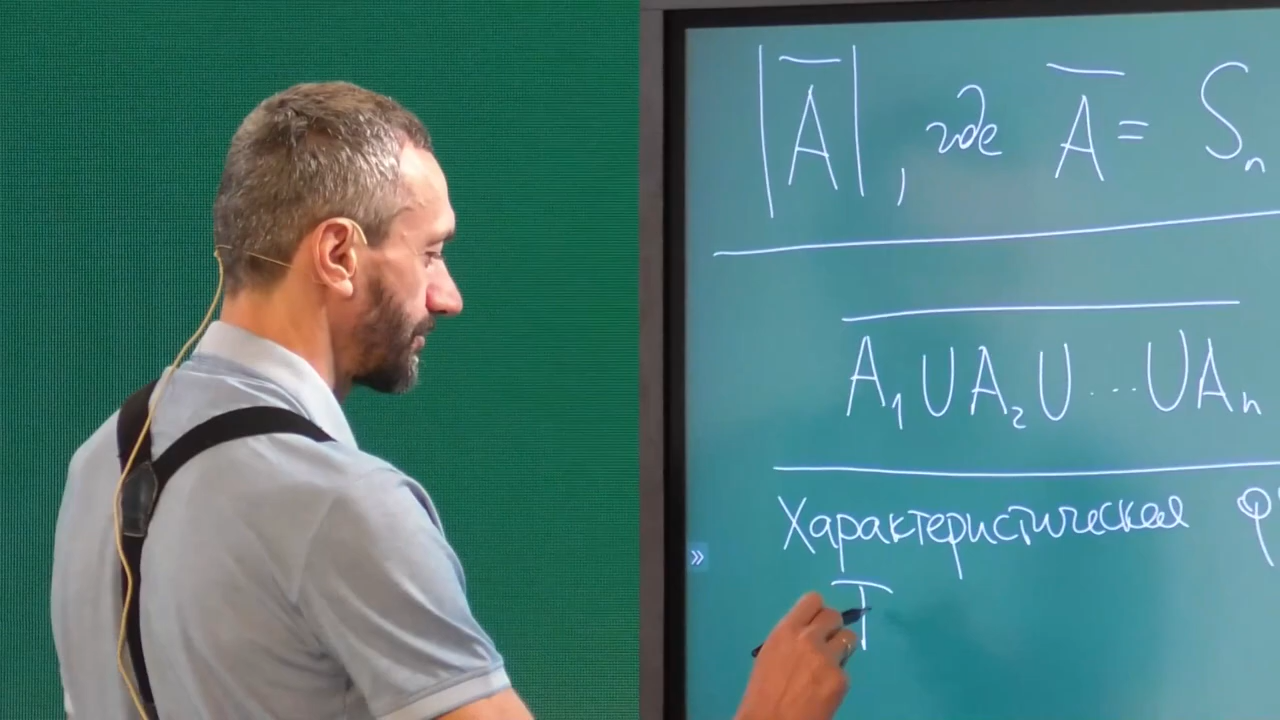 |A̅|, где A̅ = Sₙ
A₁ ∪ A₂ ∪ ... ∪ Aₙ
Характеристическая